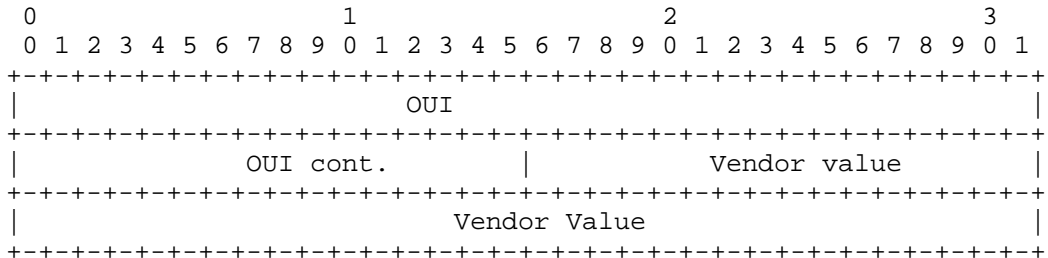 0                   1                   2                   3
 0 1 2 3 4 5 6 7 8 9 0 1 2 3 4 5 6 7 8 9 0 1 2 3 4 5 6 7 8 9 0 1
+-+-+-+-+-+-+-+-+-+-+-+-+-+-+-+-+-+-+-+-+-+-+-+-+-+-+-+-+-+-+-+-+
|                        OUI                                    |
+-+-+-+-+-+-+-+-+-+-+-+-+-+-+-+-+-+-+-+-+-+-+-+-+-+-+-+-+-+-+-+-+
|              OUI cont.        |           Vendor value        |
+-+-+-+-+-+-+-+-+-+-+-+-+-+-+-+-+-+-+-+-+-+-+-+-+-+-+-+-+-+-+-+-+
|                           Vendor Value                        |
+-+-+-+-+-+-+-+-+-+-+-+-+-+-+-+-+-+-+-+-+-+-+-+-+-+-+-+-+-+-+-+-+